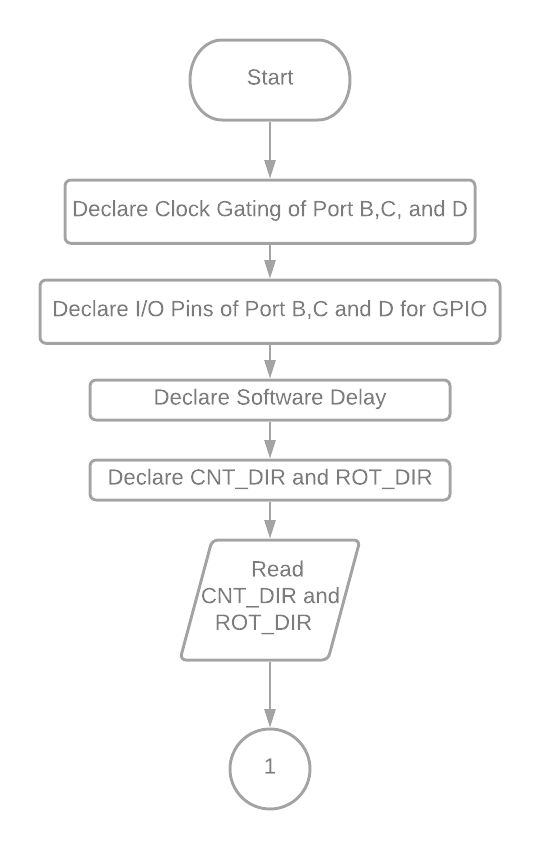 Start
Declare Clock Gating of Port B,C, and D
Declare I/O Pins of Port B,C and D for GPIO
Declare Software Delay
Declare CNT_DIR and ROT_DIR
Read
CNT_DIR and
ROT_DIR
1